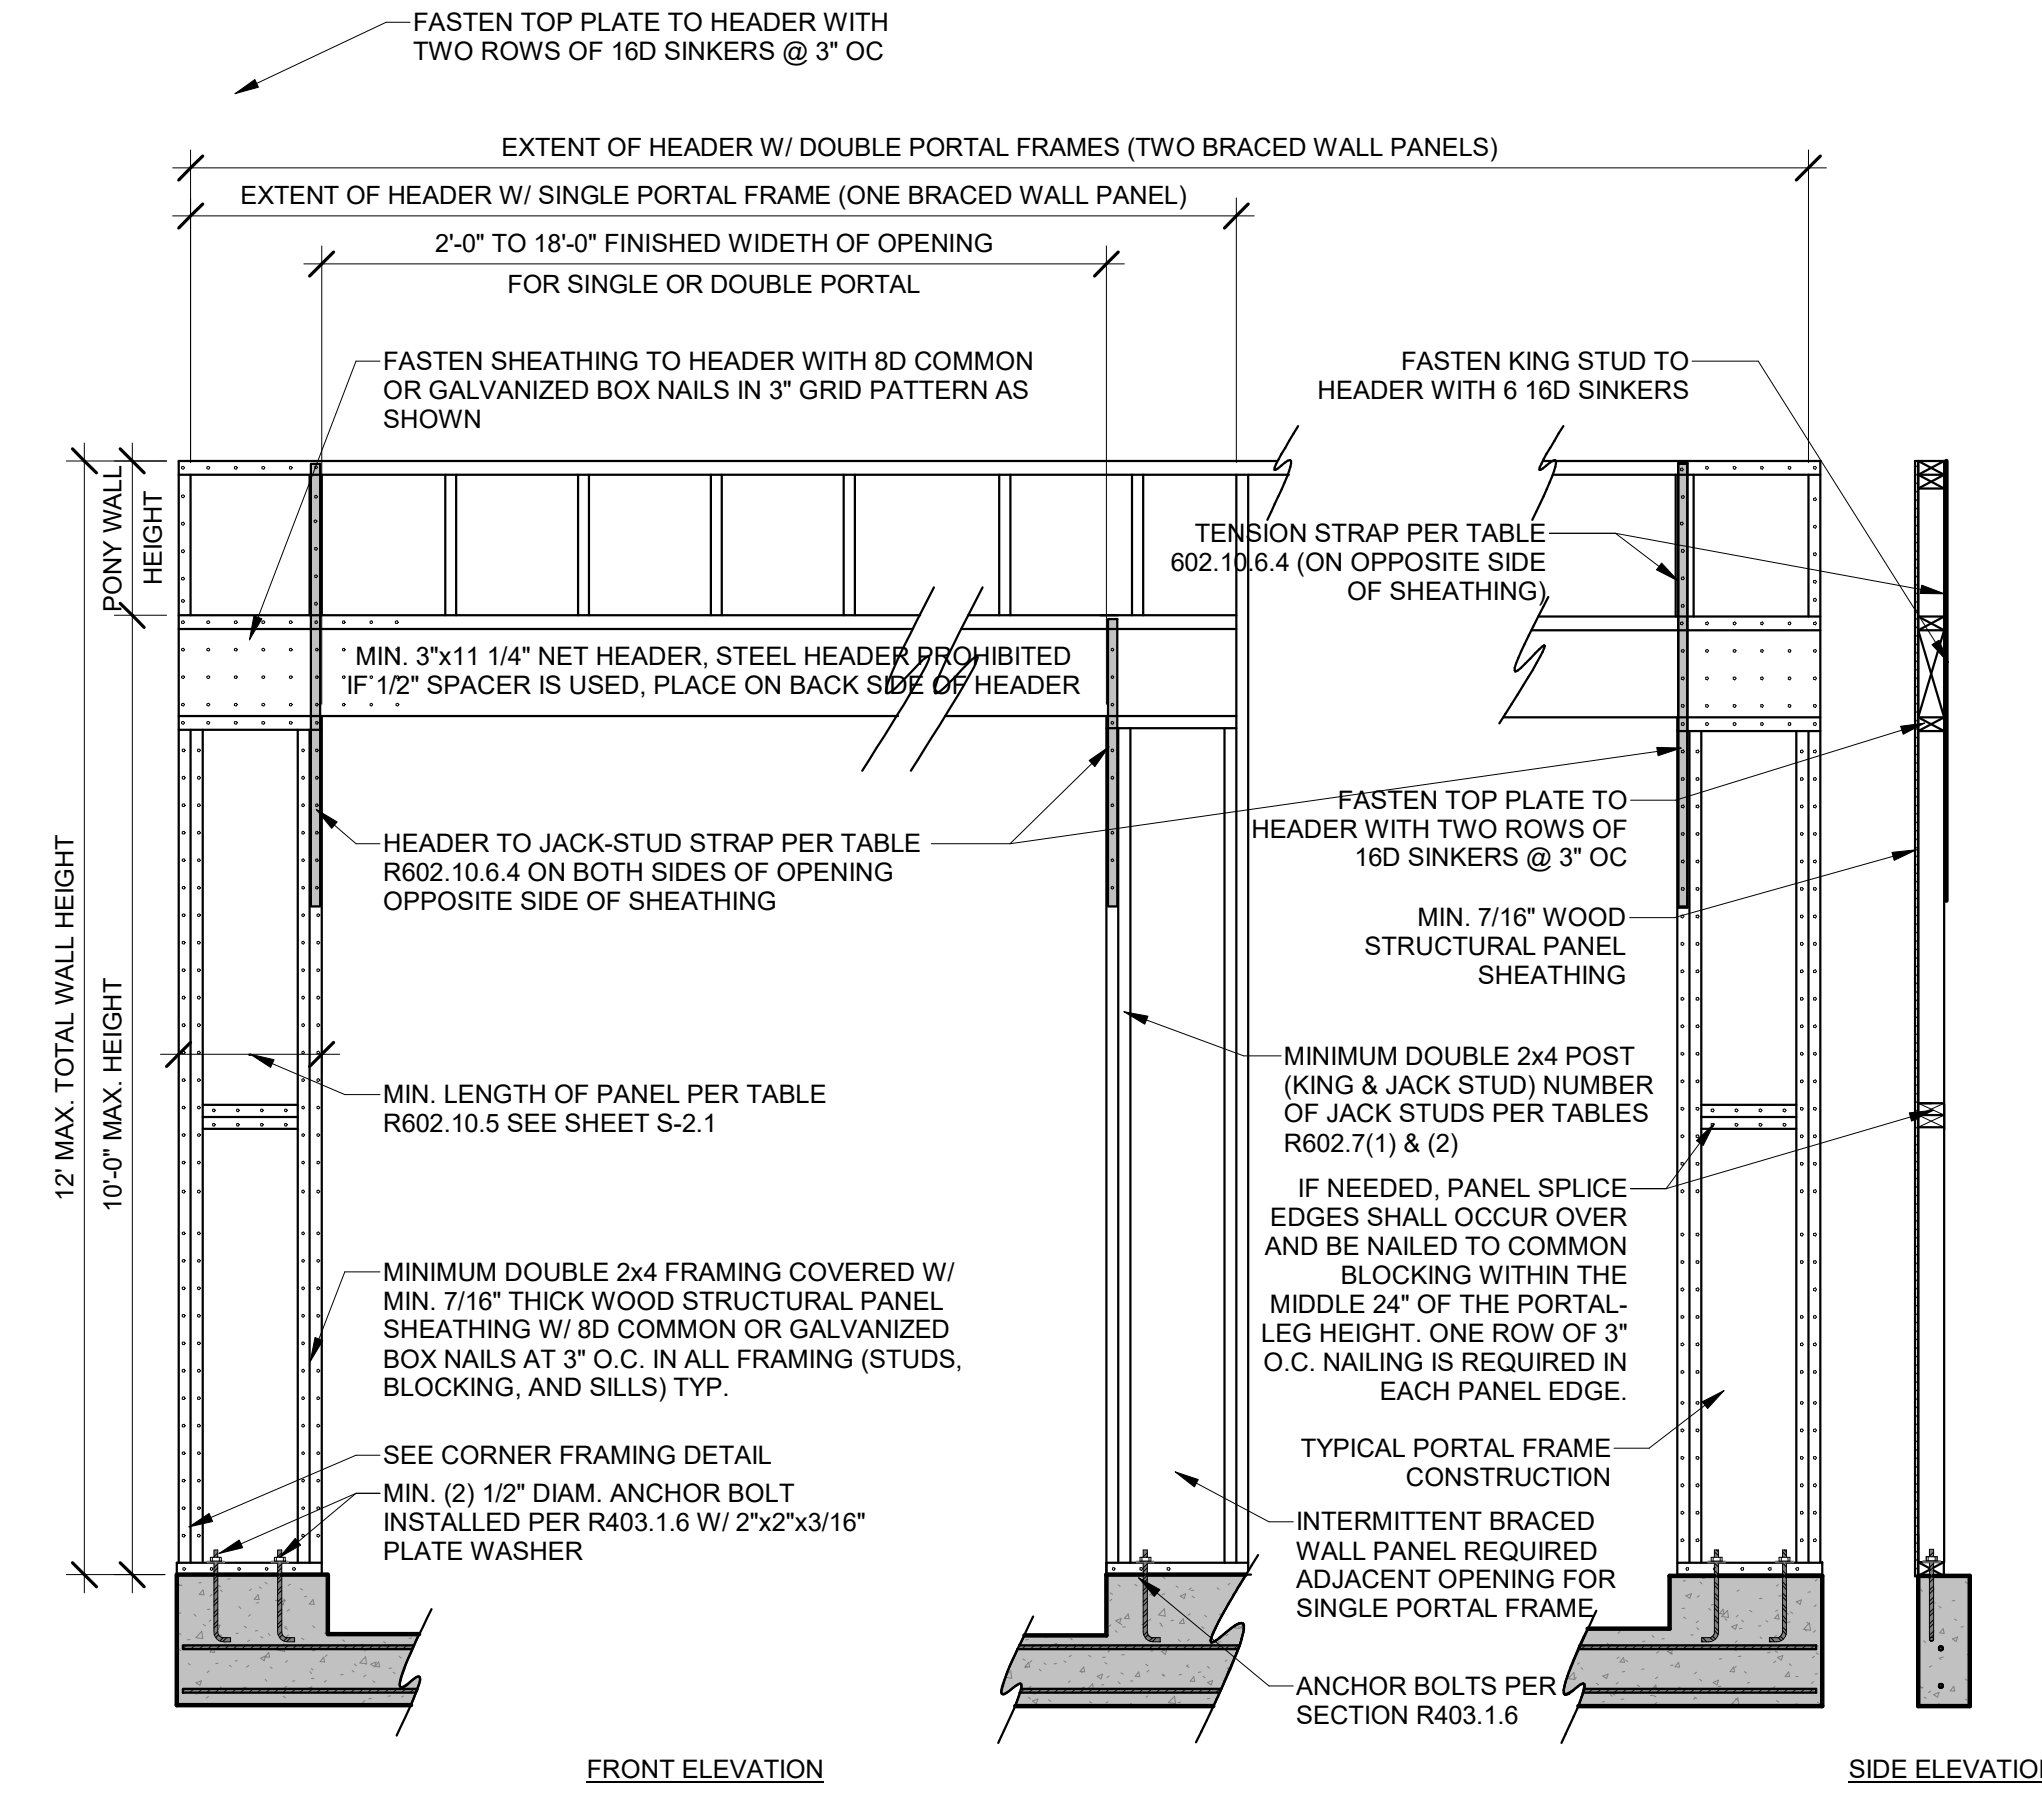 FASTEN TOP PLATE TO HEADER WITH
TWO ROWS OF 16D SINKERS @ 3" OC
EXTENT OF HEADER W/ DOUBLE PORTAL FRAMES (TWO BRACED WALL PANELS)
EXTENT OF HEADER W/ SINGLE PORTAL FRAME (ONE BRACED WALL PANEL)
2'-0" TO 18'-0" FINISHED WIDETH OF OPENING
FOR SINGLE OR DOUBLE PORTAL
FASTEN SHEATHING TO HEADER WITH 8D COMMON
OR GALVANIZED BOX NAILS IN 3" GRID PATTERN AS
SHOWN
FASTEN KING STUD TO
HEADER WITH 6 16D SINKERS
PONY WALL
HEIGHT
TENSION STRAP PER TABLE
602.10.6.4 (ON OPPOSITE SIDE
OF SHEATHING)
MIN. 3"x11 1/4" NET HEADER, STEEL HEADER PROHIBITED
IF 1/2" SPACER IS USED, PLACE ON BACK SIDE OF HEADER
12' MAX. TOTAL WALL HEIGHT
10'-0" MAX. HEIGHT
HEADER TO JACK-STUD STRAP PER TABLE
R602.10.6.4 ON BOTH SIDES OF OPENING
OPPOSITE SIDE OF SHEATHING
FASTEN TOP PLATE TO
HEADER WITH TWO ROWS OF
16D SINKERS @ 3" OC
MIN. 7/16" WOOD
STRUCTURAL PANEL
SHEATHING
MIN. LENGTH OF PANEL PER TABLE
R602.10.5 SEE SHEET S-2.1
MINIMUM DOUBLE 2x4 POST
(KING & JACK STUD) NUMBER
OF JACK STUDS PER TABLES
R602.7(1) & (2)
IF NEEDED, PANEL SPLICE
EDGES SHALL OCCUR OVER
AND BE NAILED TO COMMON
BLOCKING WITHIN THE
MIDDLE 24" OF THE PORTAL-
LEG HEIGHT. ONE ROW OF 3"
O.C. NAILING IS REQUIRED IN
EACH PANEL EDGE.
MINIMUM DOUBLE 2x4 FRAMING COVERED W/
MIN. 7/16" THICK WOOD STRUCTURAL PANEL
SHEATHING W/ 8D COMMON OR GALVANIZED
BOX NAILS AT 3" O.C. IN ALL FRAMING (STUDS,
BLOCKING, AND SILLS) TYP.
SEE CORNER FRAMING DETAIL
MIN. (2) 1/2" DIAM. ANCHOR BOLT
INSTALLED PER R403.1.6 W/ 2"x2"x3/16"
PLATE WASHER
TYPICAL PORTAL FRAME
CONSTRUCTION
INTERMITTENT BRACED
WALL PANEL REQUIRED
ADJACENT OPENING FOR
SINGLE PORTAL FRAME
ANCHOR BOLTS PER
SECTION R403.1.6
FRONT ELEVATION
SIDE ELEVATION